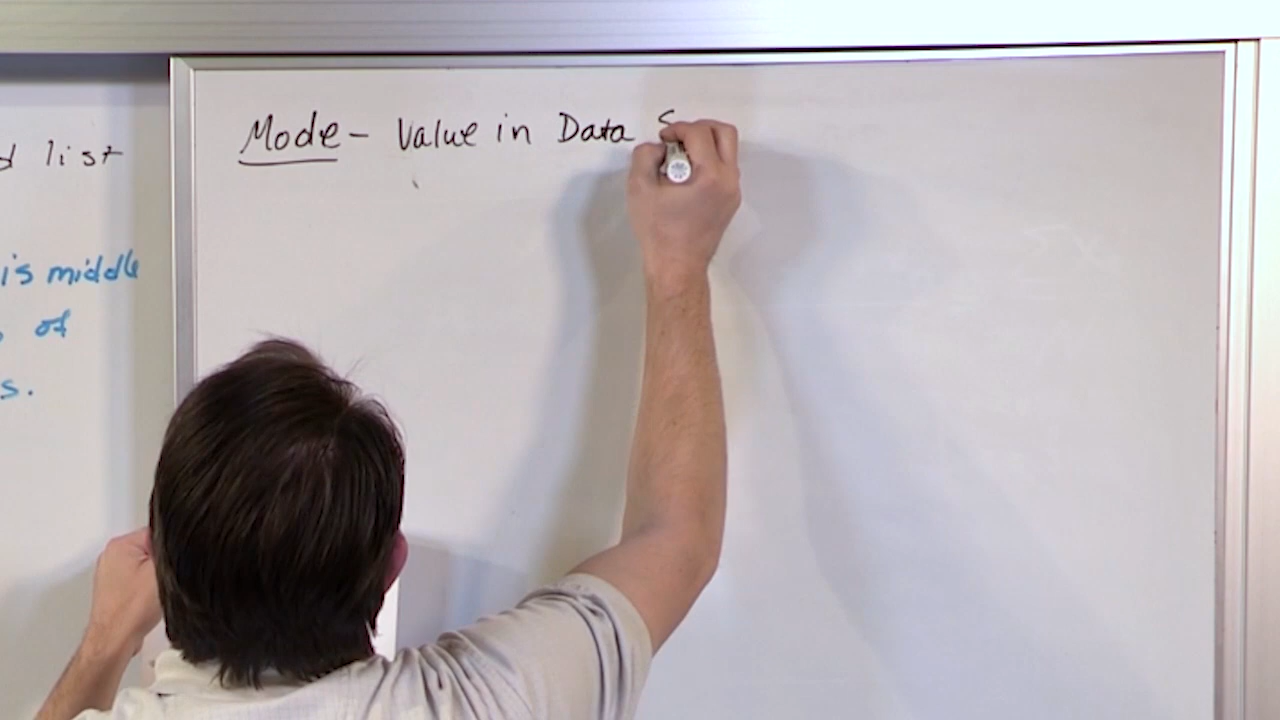 d list
is middle
of
s.
Mode - Value in Data S